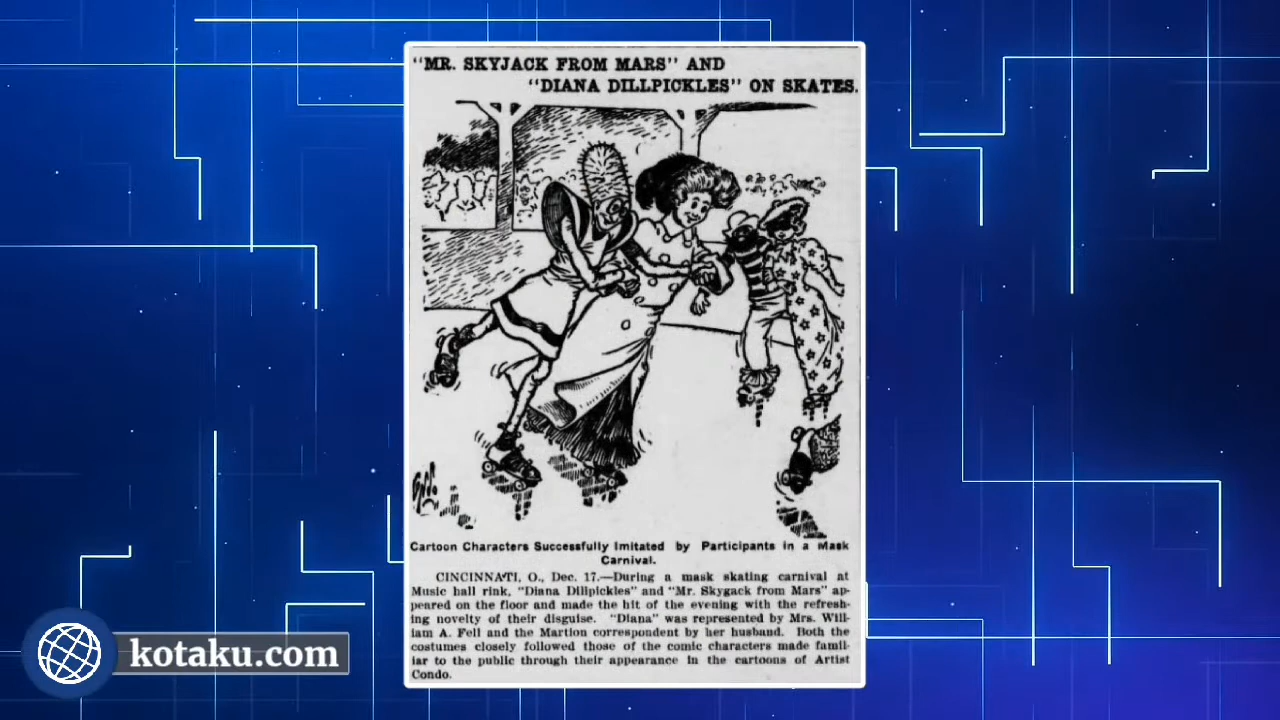 "MR. SKYJACK FROM MARS" AND
"DIANA DILLPICKLES" ON SKATES.
Cartoon Characters Successfully Imitated by Participants in a Mask
Carnival.
CINCINNATI, O., Dec. 17.—During a mask skating carnival at
Music hall rink, "Diana Dillpickles" and "Mr. Skygack from Mars" ap-
peared on the floor and made the hit of the evening with the refresh-
ing novelty of their disguise. "Diana" was represented by Mrs. Will-
iam A. Fell and the Martion correspondent by her husband. Both the
costumes closely followed those of the comic characters made famil-
iar to the public through their appearance in the cartoons of Artist
Condo.
kotaku.com